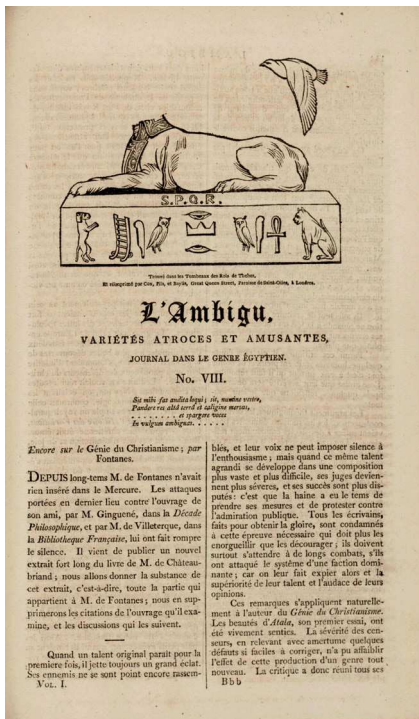 S.P.Q.R.
Trouvé dans les Tombeaux des Rois de Thebes,
Et réimprimé par Cox, Fils, et Baylis, Great Queen Street, Paroisse de Saint-Giles, à Londres.
L'Ambigu,
VARIÉTÉS ATROCES ET AMUSANTES,
JOURNAL DANS LE GENRE ÉGYPTIEN.
No. VIII.
Sit mihi fas audita loqui; sit, numine vestro,
Pandere res altâ terrâ et caligine mersas,
. . . . . . . . et spargere voces
In vulgum ambiguas. . . . . .
Encore sur le Génie du Christianisme; par
Fontanes.
DEPUIS long-tems M. de Fontanes n'avait
rien inséré dans le Mercure. Les attaques
portées en dernier lieu contre l'ouvrage de
son ami, par M. Ginguené, dans la Décade
Philosophique, et par M. de Villeterque, dans
la Bibliotheque Française, lui ont fait rompre
le silence. Il vient de publier un nouvel
extrait fort long du livre de M. de Château-
briand; nous allons donner la substance de
cet extrait, c'est-à-dire, toute la partie qui
appartient à M. de Fontanes; nous en sup-
primerons les citations de l'ouvrage qu'il exa-
mine, et les discussions qui les suivent.
Quand un talent original paraît pour la
première fois, il jette toujours un grand éclat.
Ses ennemis ne se sont point encore rassem-
VOL. I.
blés, et leur voix ne peut imposer silence à
l'enthousiasme; mais quand ce même talent
agrandi se développe dans une composition
plus vaste et plus difficile, ses juges devien-
nent plus sévères, et ses succès sont plus dis-
putés: c'est que la haine a eu le tems de
prendre ses mesures et de protester contre
l'admiration publique. Tous les écrivains,
faits pour obtenir la gloire, sont condamnés
à cette épreuve nécessaire qui doit plus les
enorgueillir que les décourager; ils doivent
surtout s'attendre à de longs combats, s'ils
ont attaqué le système d'une faction domi-
nante; car on leur fait expier alors et la
supériorité de leur talent et l'audace de leurs
opinions.
Ces remarques s'appliquent naturelle-
ment à l'auteur du Génie du Christianisme.
Les beautés d'Atala, son premier essai, ont
été vivement senties. La sévérité des cen-
seurs, en relevant avec amertume quelques
défauts si faciles à corriger, n'a pu affaiblir
l'effet de cette production d'un genre tout
nouveau. La critique a donc réuni tous ses
Bbb